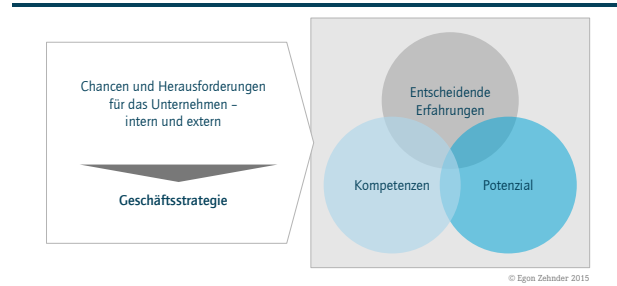 Chancen und Herausforderungen
für das Unternehmen –
intern und extern
Geschäftsstrategie
Entscheidende
Erfahrungen
Kompetenzen
Potenzial
© Egon Zehnder 2015